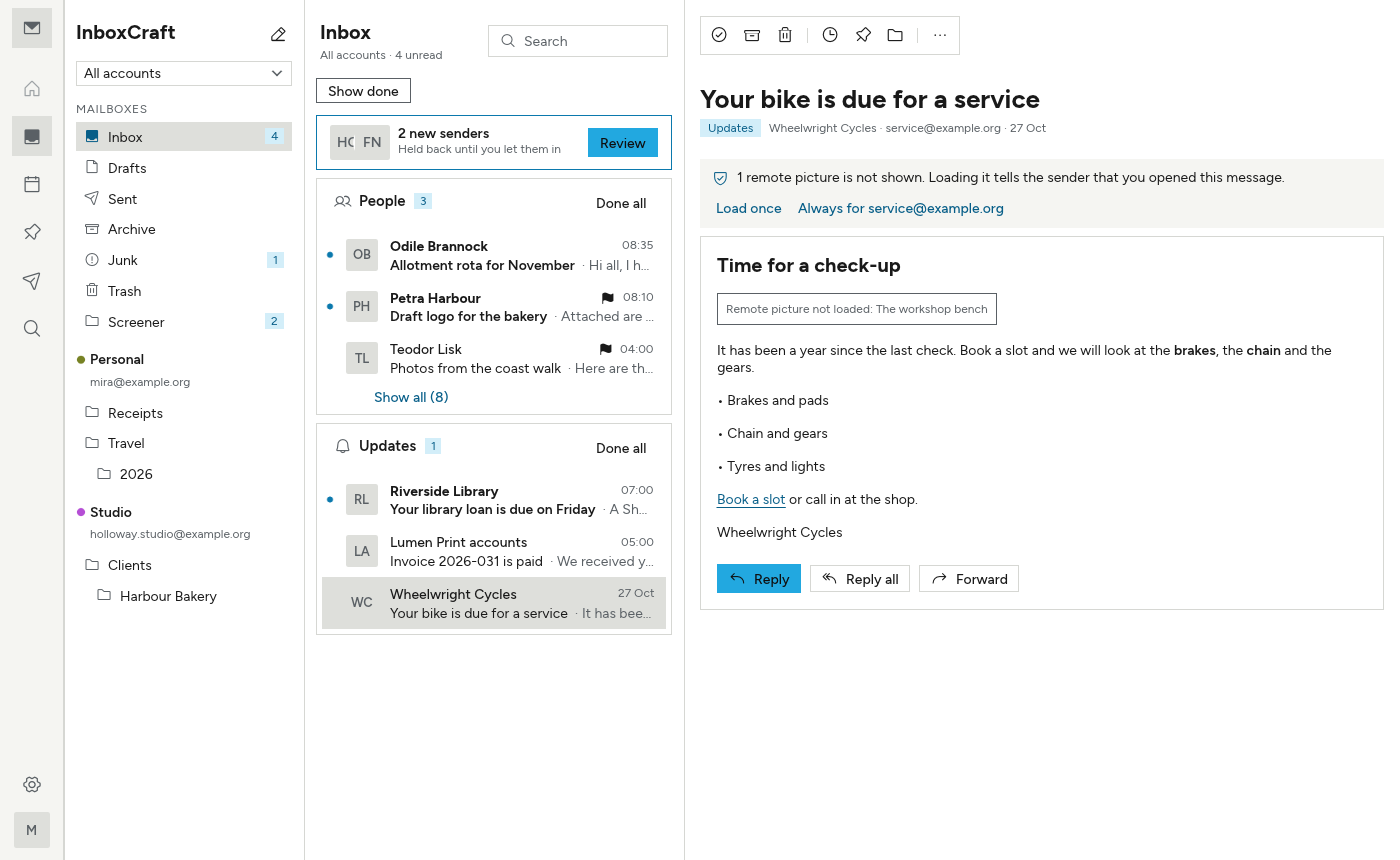 InboxCraft
All accounts
MAILBOXES
Inbox 4
Drafts
Sent
Archive
Junk 1
Trash
Screener 2
Personal
mira@example.org
Receipts
Travel
2026
Studio
holloway.studio@example.org
Clients
Harbour Bakery
M
Inbox
All accounts · 4 unread
Search
Show done
FN
2 new senders
Held back until you let them in
Review
People 3
Done all
OB
Odile Brannock 08:35
Allotment rota for November · Hi all, I h…
PH
Petra Harbour 08:10
Draft logo for the bakery · Attached are …
TL
Teodor Lisk 04:00
Photos from the coast walk · Here are th…
Show all (8)
Updates 1
Done all
RL
Riverside Library 07:00
Your library loan is due on Friday · A Sh…
LA
Lumen Print accounts 05:00
Invoice 2026-031 is paid · We received y…
WC
Wheelwright Cycles 27 Oct
Your bike is due for a service · It has bee…
Your bike is due for a service
Updates Wheelwright Cycles · service@example.org · 27 Oct
1 remote picture is not shown. Loading it tells the sender that you opened this message.
Load once Always for service@example.org
Time for a check-up
Remote picture not loaded: The workshop bench
It has been a year since the last check. Book a slot and we will look at the brakes, the chain and the
gears.
• Brakes and pads
• Chain and gears
• Tyres and lights
Book a slot or call in at the shop.
Wheelwright Cycles
Reply Reply all Forward